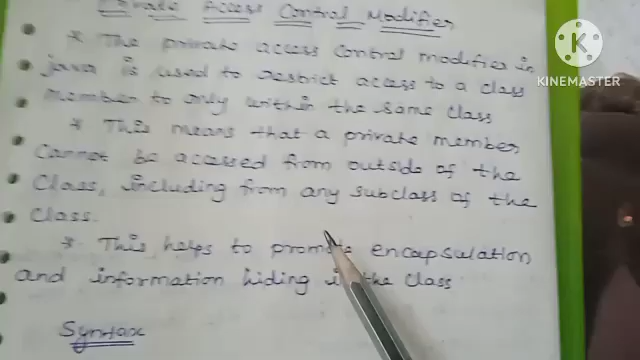 Private Access Control Modifier
* The private access control modifier in
java is used to restrict access to a class
member to only within the same class
* This means that a private member
cannot be accessed from outside of the
class, including from any subclass of the
class.
* This helps to promote encapsulation
and information hiding in the class
Syntax
KINEMASTER